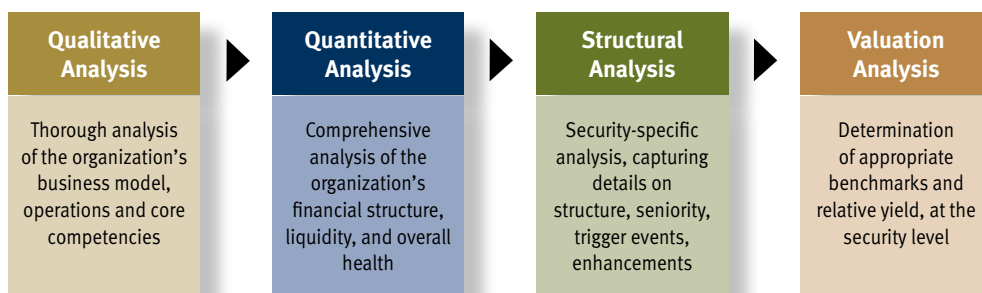 Qualitative
Analysis
Thorough analysis
of the organization's
business model,
operations and core
competencies
Quantitative
Analysis
Comprehensive
analysis of the
organization's
financial structure,
liquidity, and overall
health
Structural
Analysis
Security-specific
analysis, capturing
details on
structure, seniority,
trigger events,
enhancements
Valuation
Analysis
Determination
of appropriate
benchmarks and
relative yield, at the
security level